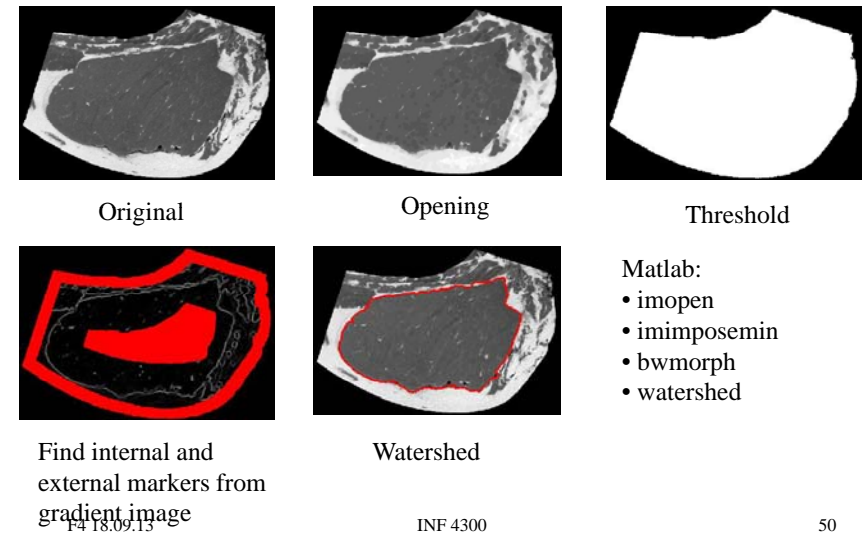 Original
Opening
Threshold
Find internal and
external markers from
gradient image
Watershed
Matlab:
• imopen
• imimposemin
• bwmorph
• watershed
F4 18.09.13
INF 4300
50